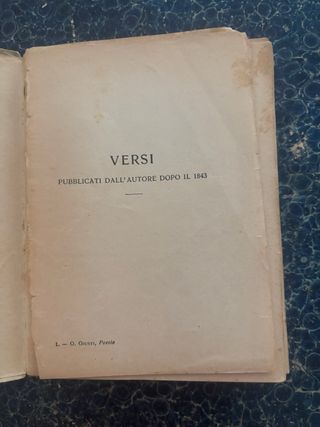 VERSI
PUBBLICATI DALL'AUTORE DOPO IL 1843
1. — G. Giusti, Poesie